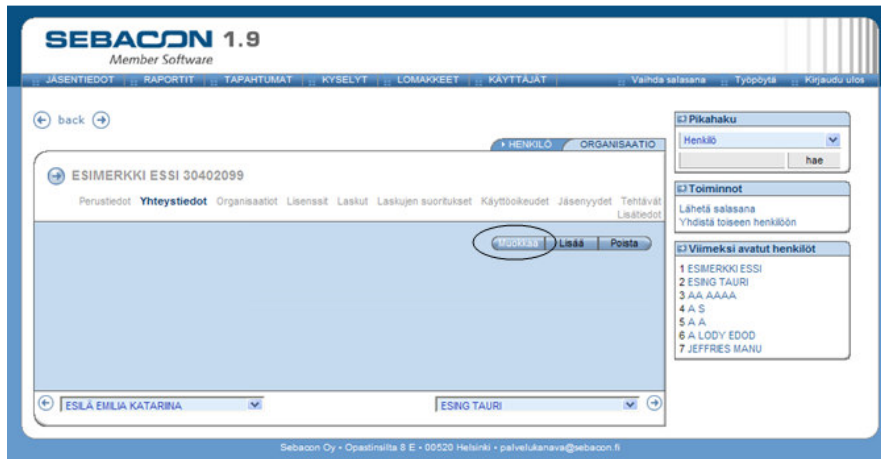 SEBACON 1.9
Member Software
JÄSENTIEDOT RAPORTIT TAPAHTUMAT KYSELYT LOMAKKEET KÄYTTÄJÄT Vaihda salasana Työpöytä Kirjaudu ulos
back
HENKILÖ ORGANISAATIO
ESIMERKKI ESSI 30402099
Perustiedot Yhteystiedot Organisaatiot Lisenssit Laskut Laskujen suoritukset Käyttöoikeudet Jäsenyydet Tehtävät
Lisätiedot
Muokkaa Lisää Poista
ESILÄ EMILIA KATARIINA ESING TAURI
Pikahaku
Henkilö
hae
Toiminnot
Lähetä salasana
Yhdistä toiseen henkilöön
Viimeksi avatut henkilöt
1 ESIMERKKI ESSI
2 ESING TAURI
3 AA AAAA
4 A S
5 A A
6 A LODY EDOD
7 JEFFRIES MANU
Sebacon Oy • Opastinsilta 8 E • 00520 Helsinki • palvelukanava@sebacon.fi